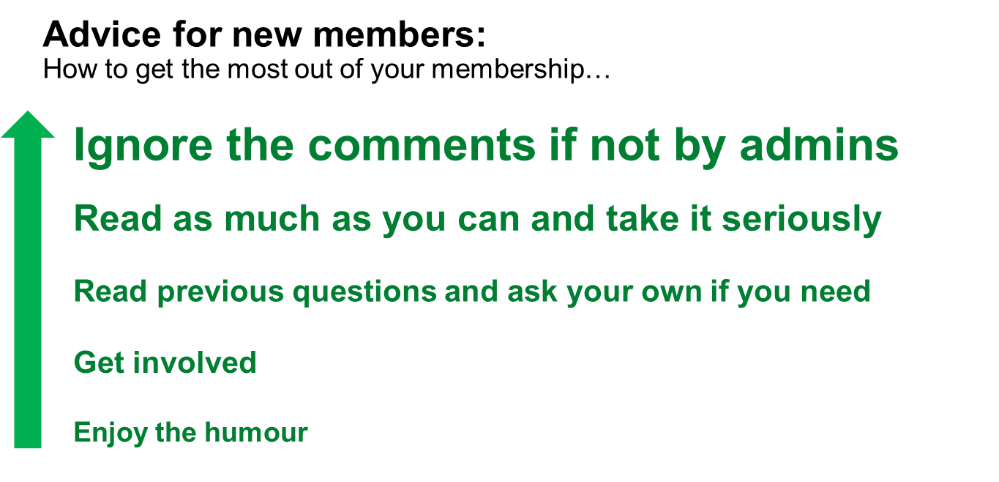 Advice for new members:
How to get the most out of your membership…
Ignore the comments if not by admins
Read as much as you can and take it seriously
Read previous questions and ask your own if you need
Get involved
Enjoy the humour